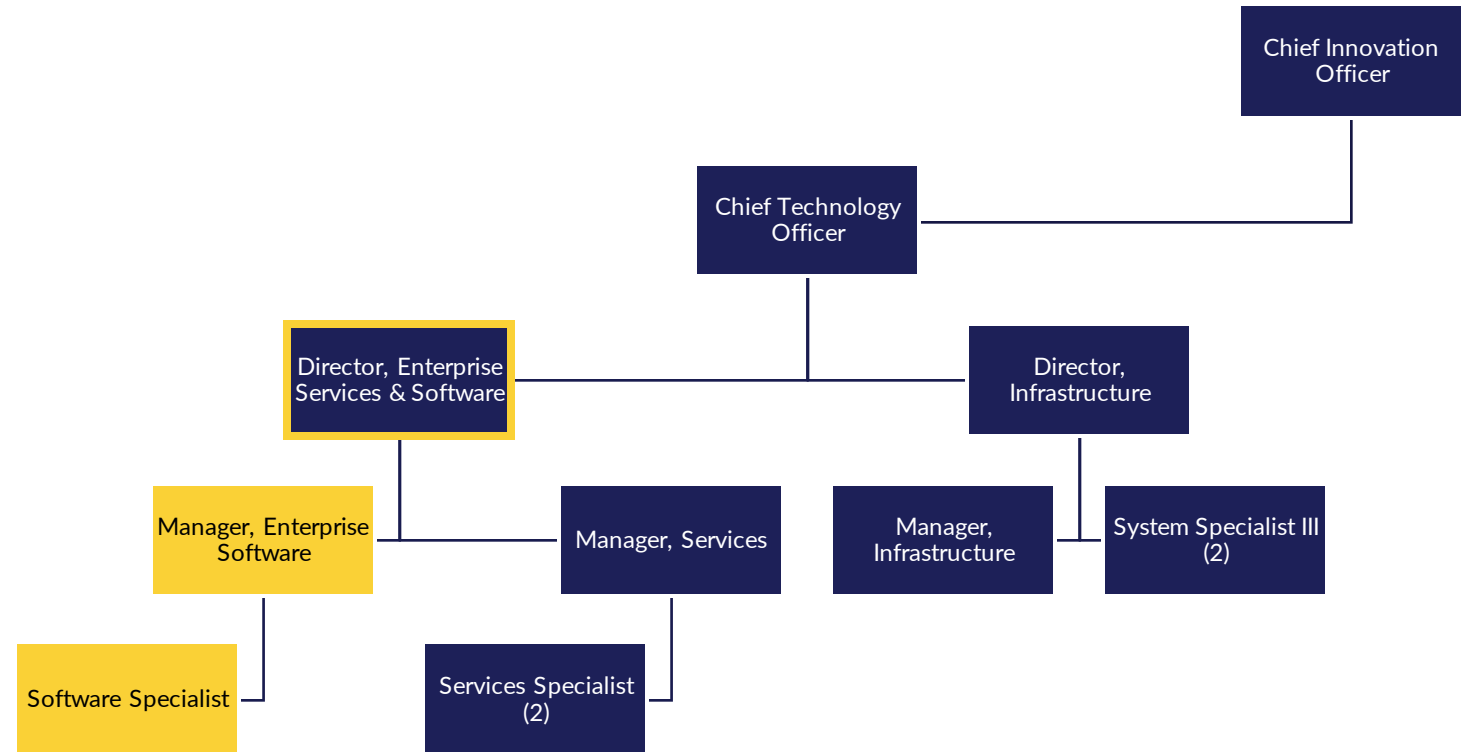 Chief Innovation
Officer
Chief Technology
Officer
Director, Enterprise
Services & Software
Director,
Infrastructure
Manager, Enterprise
Software
Manager, Services
Manager,
Infrastructure
System Specialist III
(2)
Software Specialist
Services Specialist
(2)